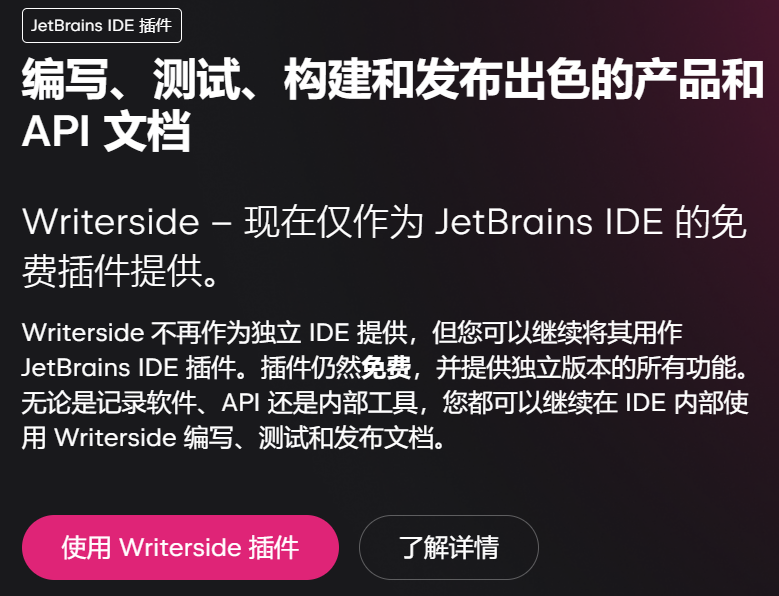 JetBrains IDE 插件
编写、测试、构建和发布出色的产品和
API 文档
Writerside – 现在仅作为 JetBrains IDE 的免
费插件提供。
Writerside 不再作为独立 IDE 提供，但您可以继续将其用作
JetBrains IDE 插件。插件仍然免费，并提供独立版本的所有功能。
无论是记录软件、API 还是内部工具，您都可以继续在 IDE 内部使
用 Writerside 编写、测试和发布文档。
使用 Writerside 插件
了解详情